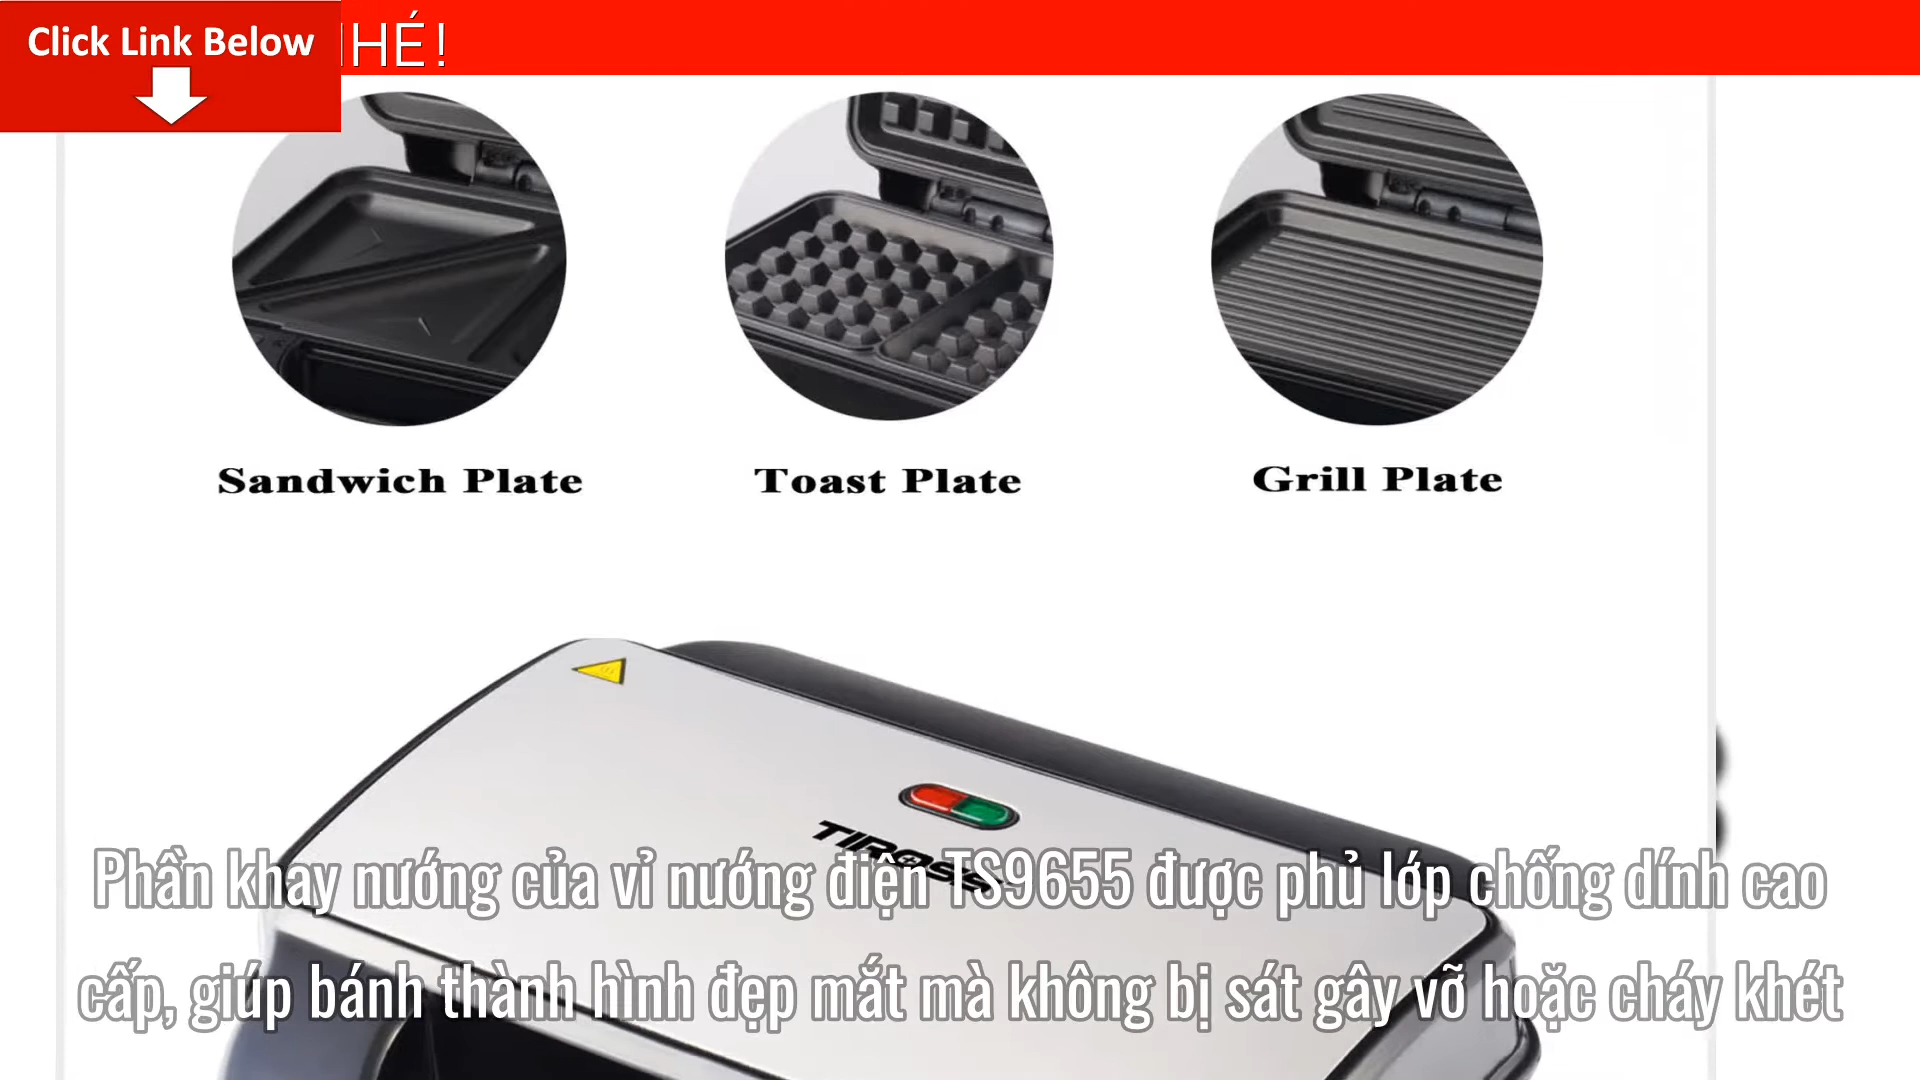 Click Link Below
HÉ!
Sandwich Plate
Toast Plate
Grill Plate
TIROSS
Phần khay nướng của vỉ nướng điện TS9655 được phủ lớp chống dính cao
cấp, giúp bánh thành hình đẹp mắt mà không bị sát gây vỡ hoặc cháy khét